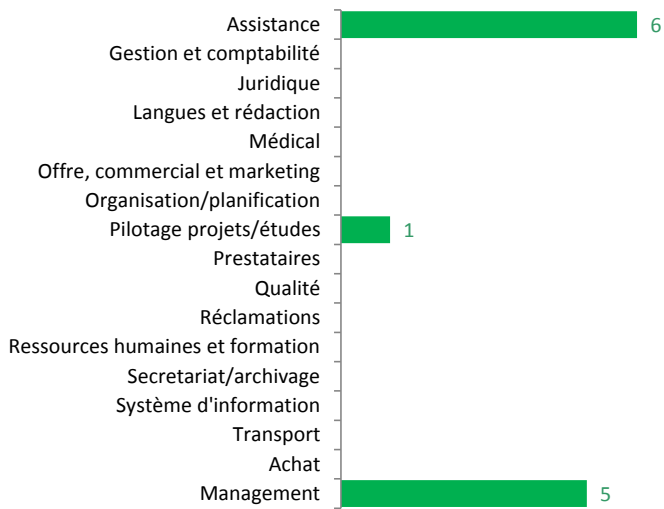 Assistance 6
Gestion et comptabilité
Juridique
Langues et rédaction
Médical
Offre, commercial et marketing
Organisation/planification
Pilotage projets/études 1
Prestataires
Qualité
Réclamations
Ressources humaines et formation
Secretariat/archivage
Système d'information
Transport
Achat
Management 5